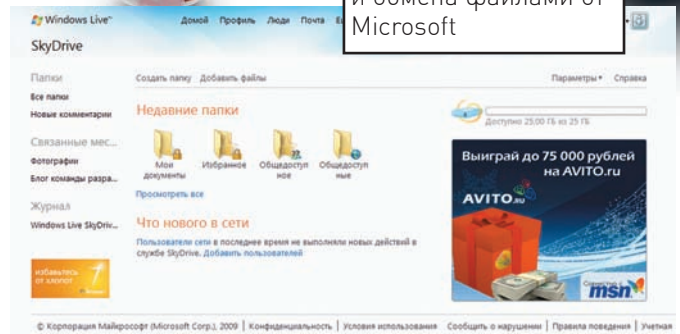 и обмена файлами от
Microsoft
Windows Live™
Домой Профиль Люди Почта
SkyDrive
Папки
Все папки
Новые комментарии
Связанные мес...
Фотографии
Блог команды разра...
Журнал
Windows Live SkyDriv...
избавьтесь
от хлопот
7
Создать папку Добавить файлы
Параметры Справка
Недавние папки
Мои документы
Избранное
Общедоступное
Общедоступные
Просмотреть все
Доступно 25,00 ГБ из 25 ГБ
Что нового в сети
Пользователи сети в последнее время не выполняли новых действий в
службе SkyDrive. Добавить пользователей
Выиграй до 75 000 рублей
на AVITO.ru
AVITO.ru
msn
© Корпорация Майкрософт (Microsoft Corp.), 2009 | Конфиденциальность | Условия использования Сообщить о нарушении | Правила поведения | Учетная